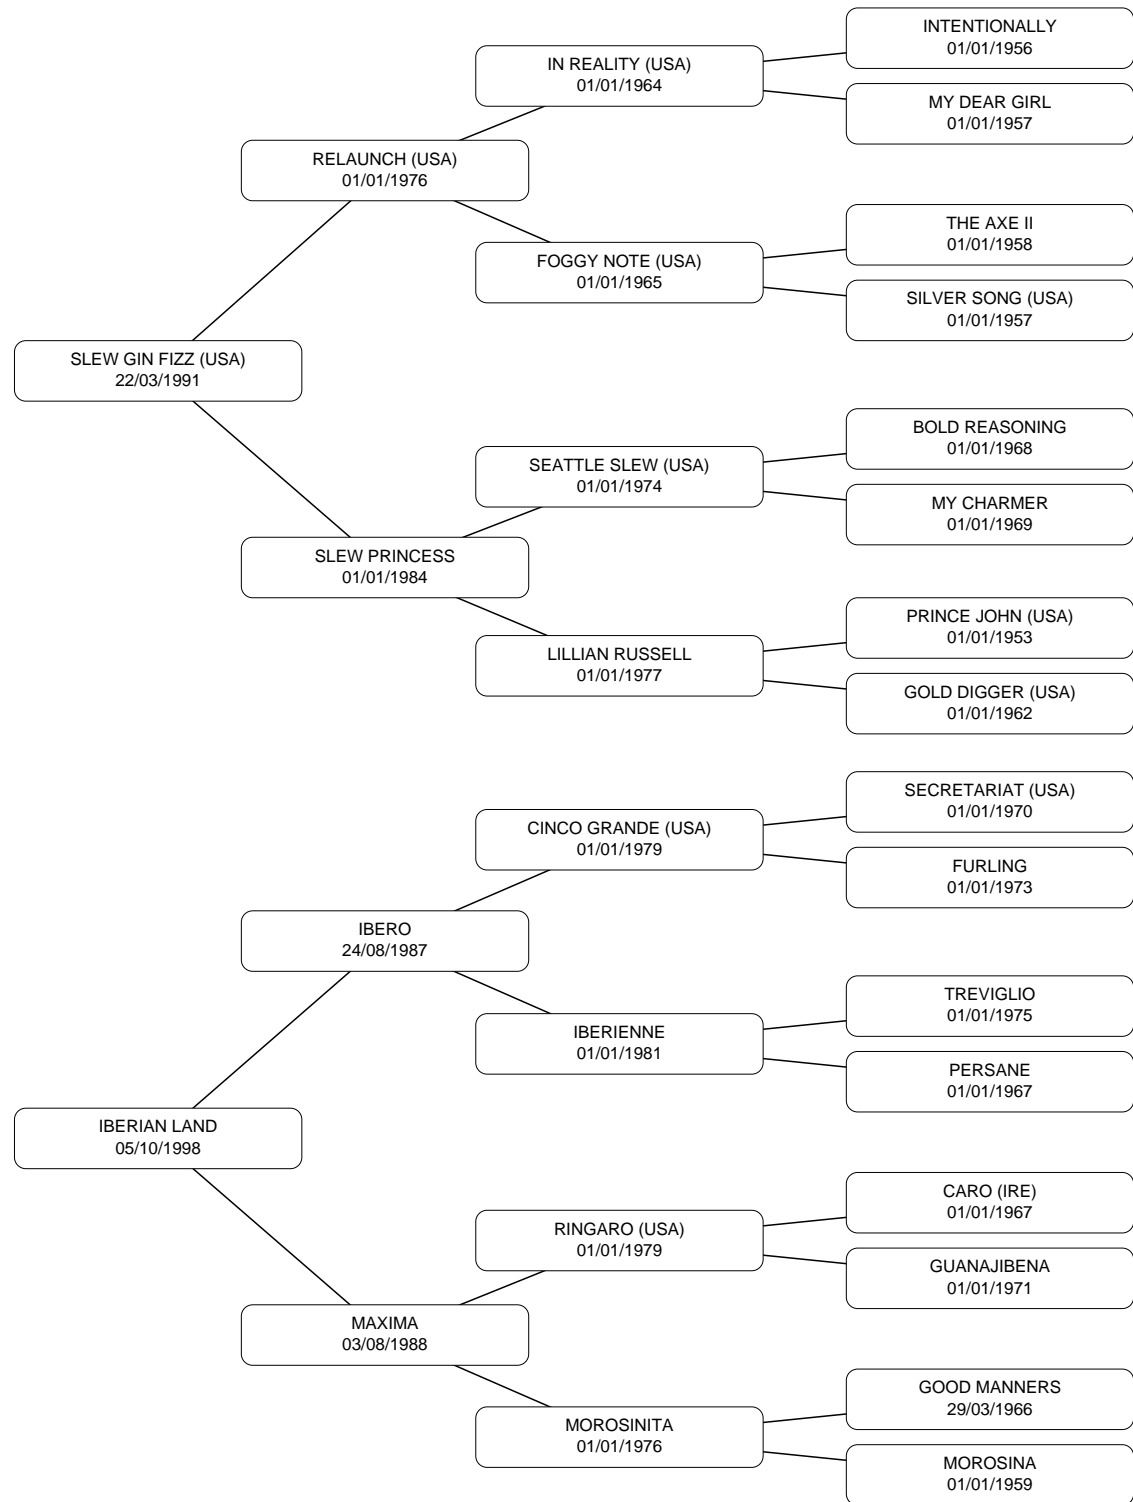 INTENTIONALLY
01/01/1956
IN REALITY (USA)
01/01/1964
MY DEAR GIRL
01/01/1957
RELAUNCH (USA)
01/01/1976
THE AXE II
01/01/1958
FOGGY NOTE (USA)
01/01/1965
SILVER SONG (USA)
01/01/1957
SLEW GIN FIZZ (USA)
22/03/1991
BOLD REASONING
01/01/1968
SEATTLE SLEW (USA)
01/01/1974
MY CHARMER
01/01/1969
SLEW PRINCESS
01/01/1984
PRINCE JOHN (USA)
01/01/1953
LILLIAN RUSSELL
01/01/1977
GOLD DIGGER (USA)
01/01/1962
SECRETARIAT (USA)
01/01/1970
CINCO GRANDE (USA)
01/01/1979
FURLING
01/01/1973
IBERO
24/08/1987
TREVIGLIO
01/01/1975
IBERIENNE
01/01/1981
PERSANE
01/01/1967
IBERIAN LAND
05/10/1998
CARO (IRE)
01/01/1967
RINGARO (USA)
01/01/1979
GUANAJIBENA
01/01/1971
MAXIMA
03/08/1988
GOOD MANNERS
29/03/1966
MOROSINITA
01/01/1976
MOROSINA
01/01/1959